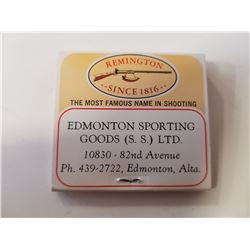 REMINGTON
SINCE 1816
THE MOST FAMOUS NAME IN SHOOTING
EDMONTON SPORTING
GOODS (S. S.) LTD.
10830 - 82nd Avenue
Ph. 439-2722, Edmonton, Alta.